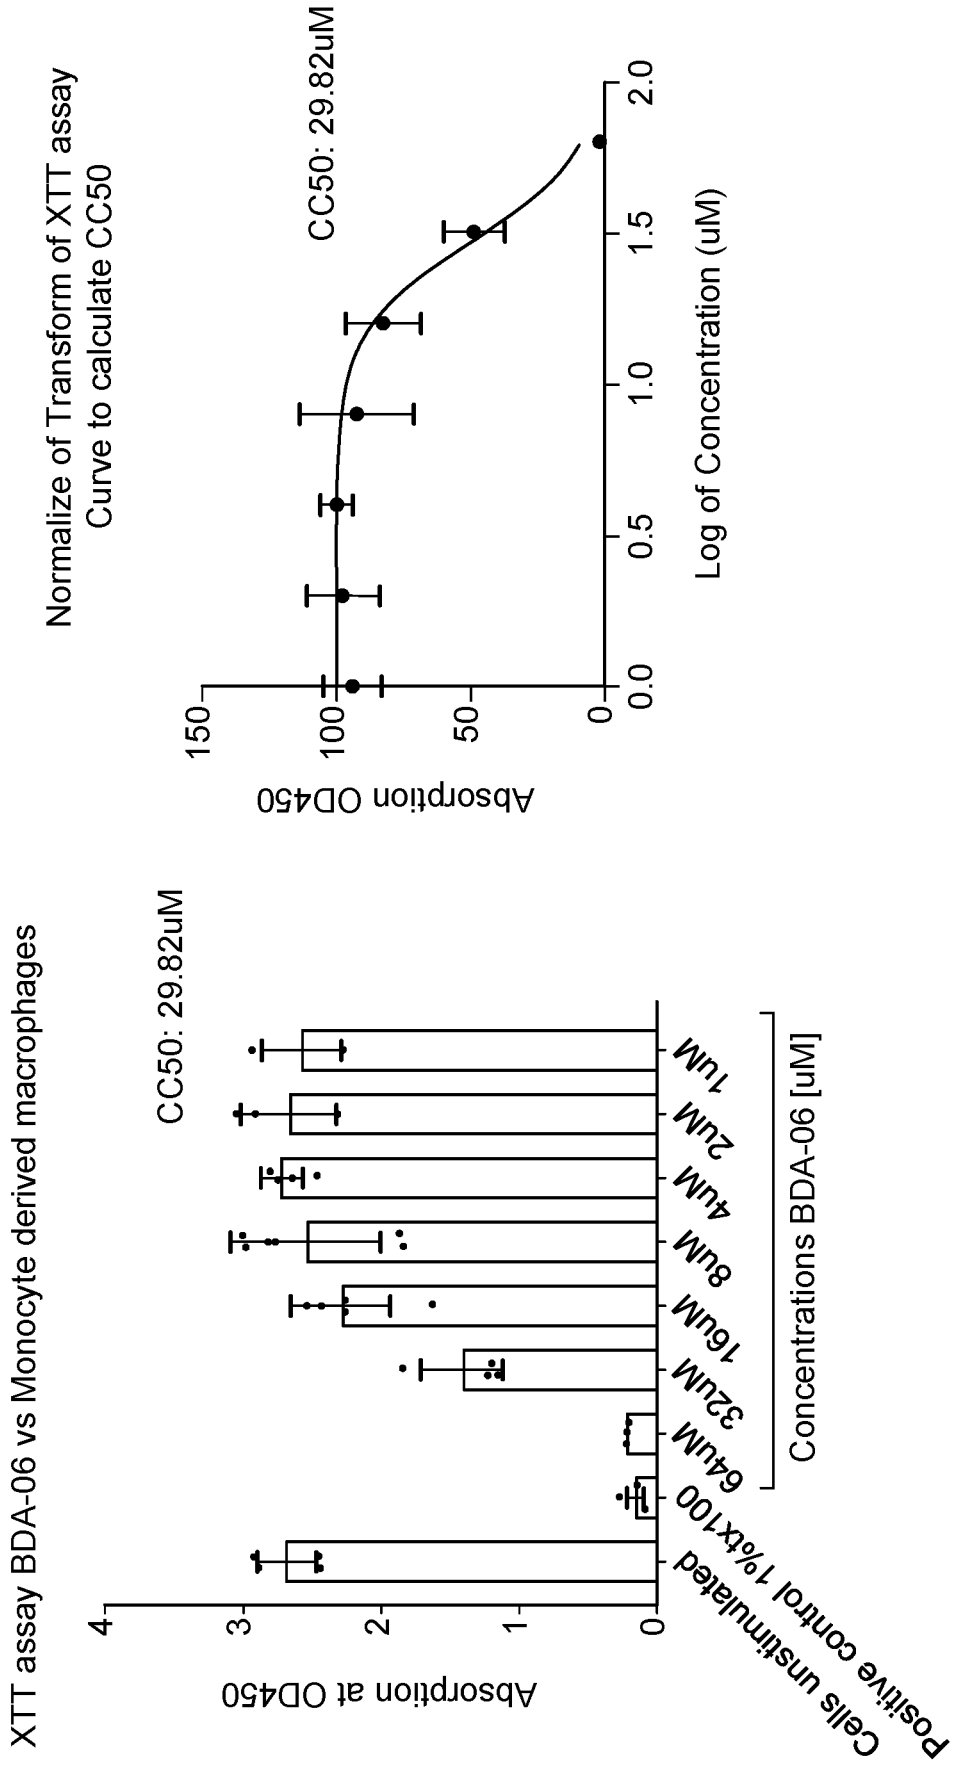 XTT assay BDA-06 vs Monocyte derived macrophages
CC50: 29.82uM
Absorption at OD450
4
3
2
1
0
Cells unstimulated
Positive control 1%tx100
64uM
32uM
16uM
8uM
4uM
2uM
1uM
Concentrations BDA-06 [uM]
Normalize of Transform of XTT assay
Curve to calculate CC50
CC50: 29.82uM
Absorption OD450
150
100
50
0
0.0
0.5
1.0
1.5
2.0
Log of Concentration (uM)